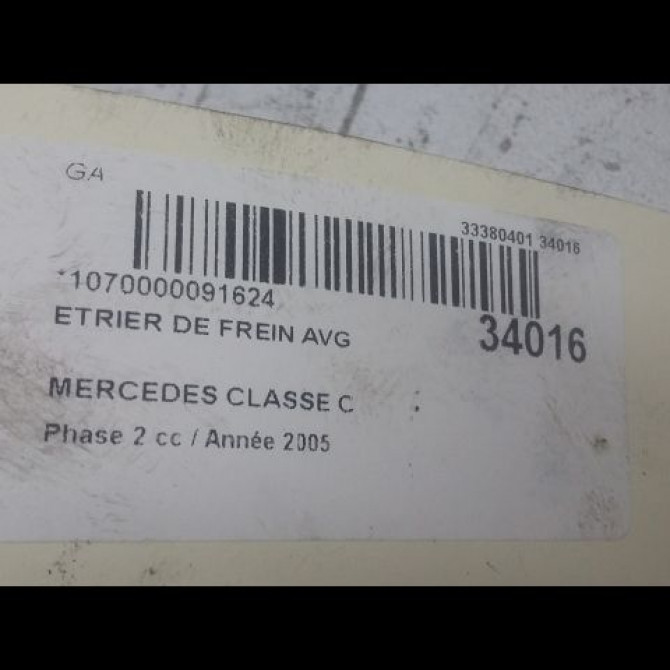 GA
33380401 34016
*1070000091624
34016
ETRIER DE FREIN AVG
MERCEDES CLASSE C :
Phase 2 cc / Année 2005